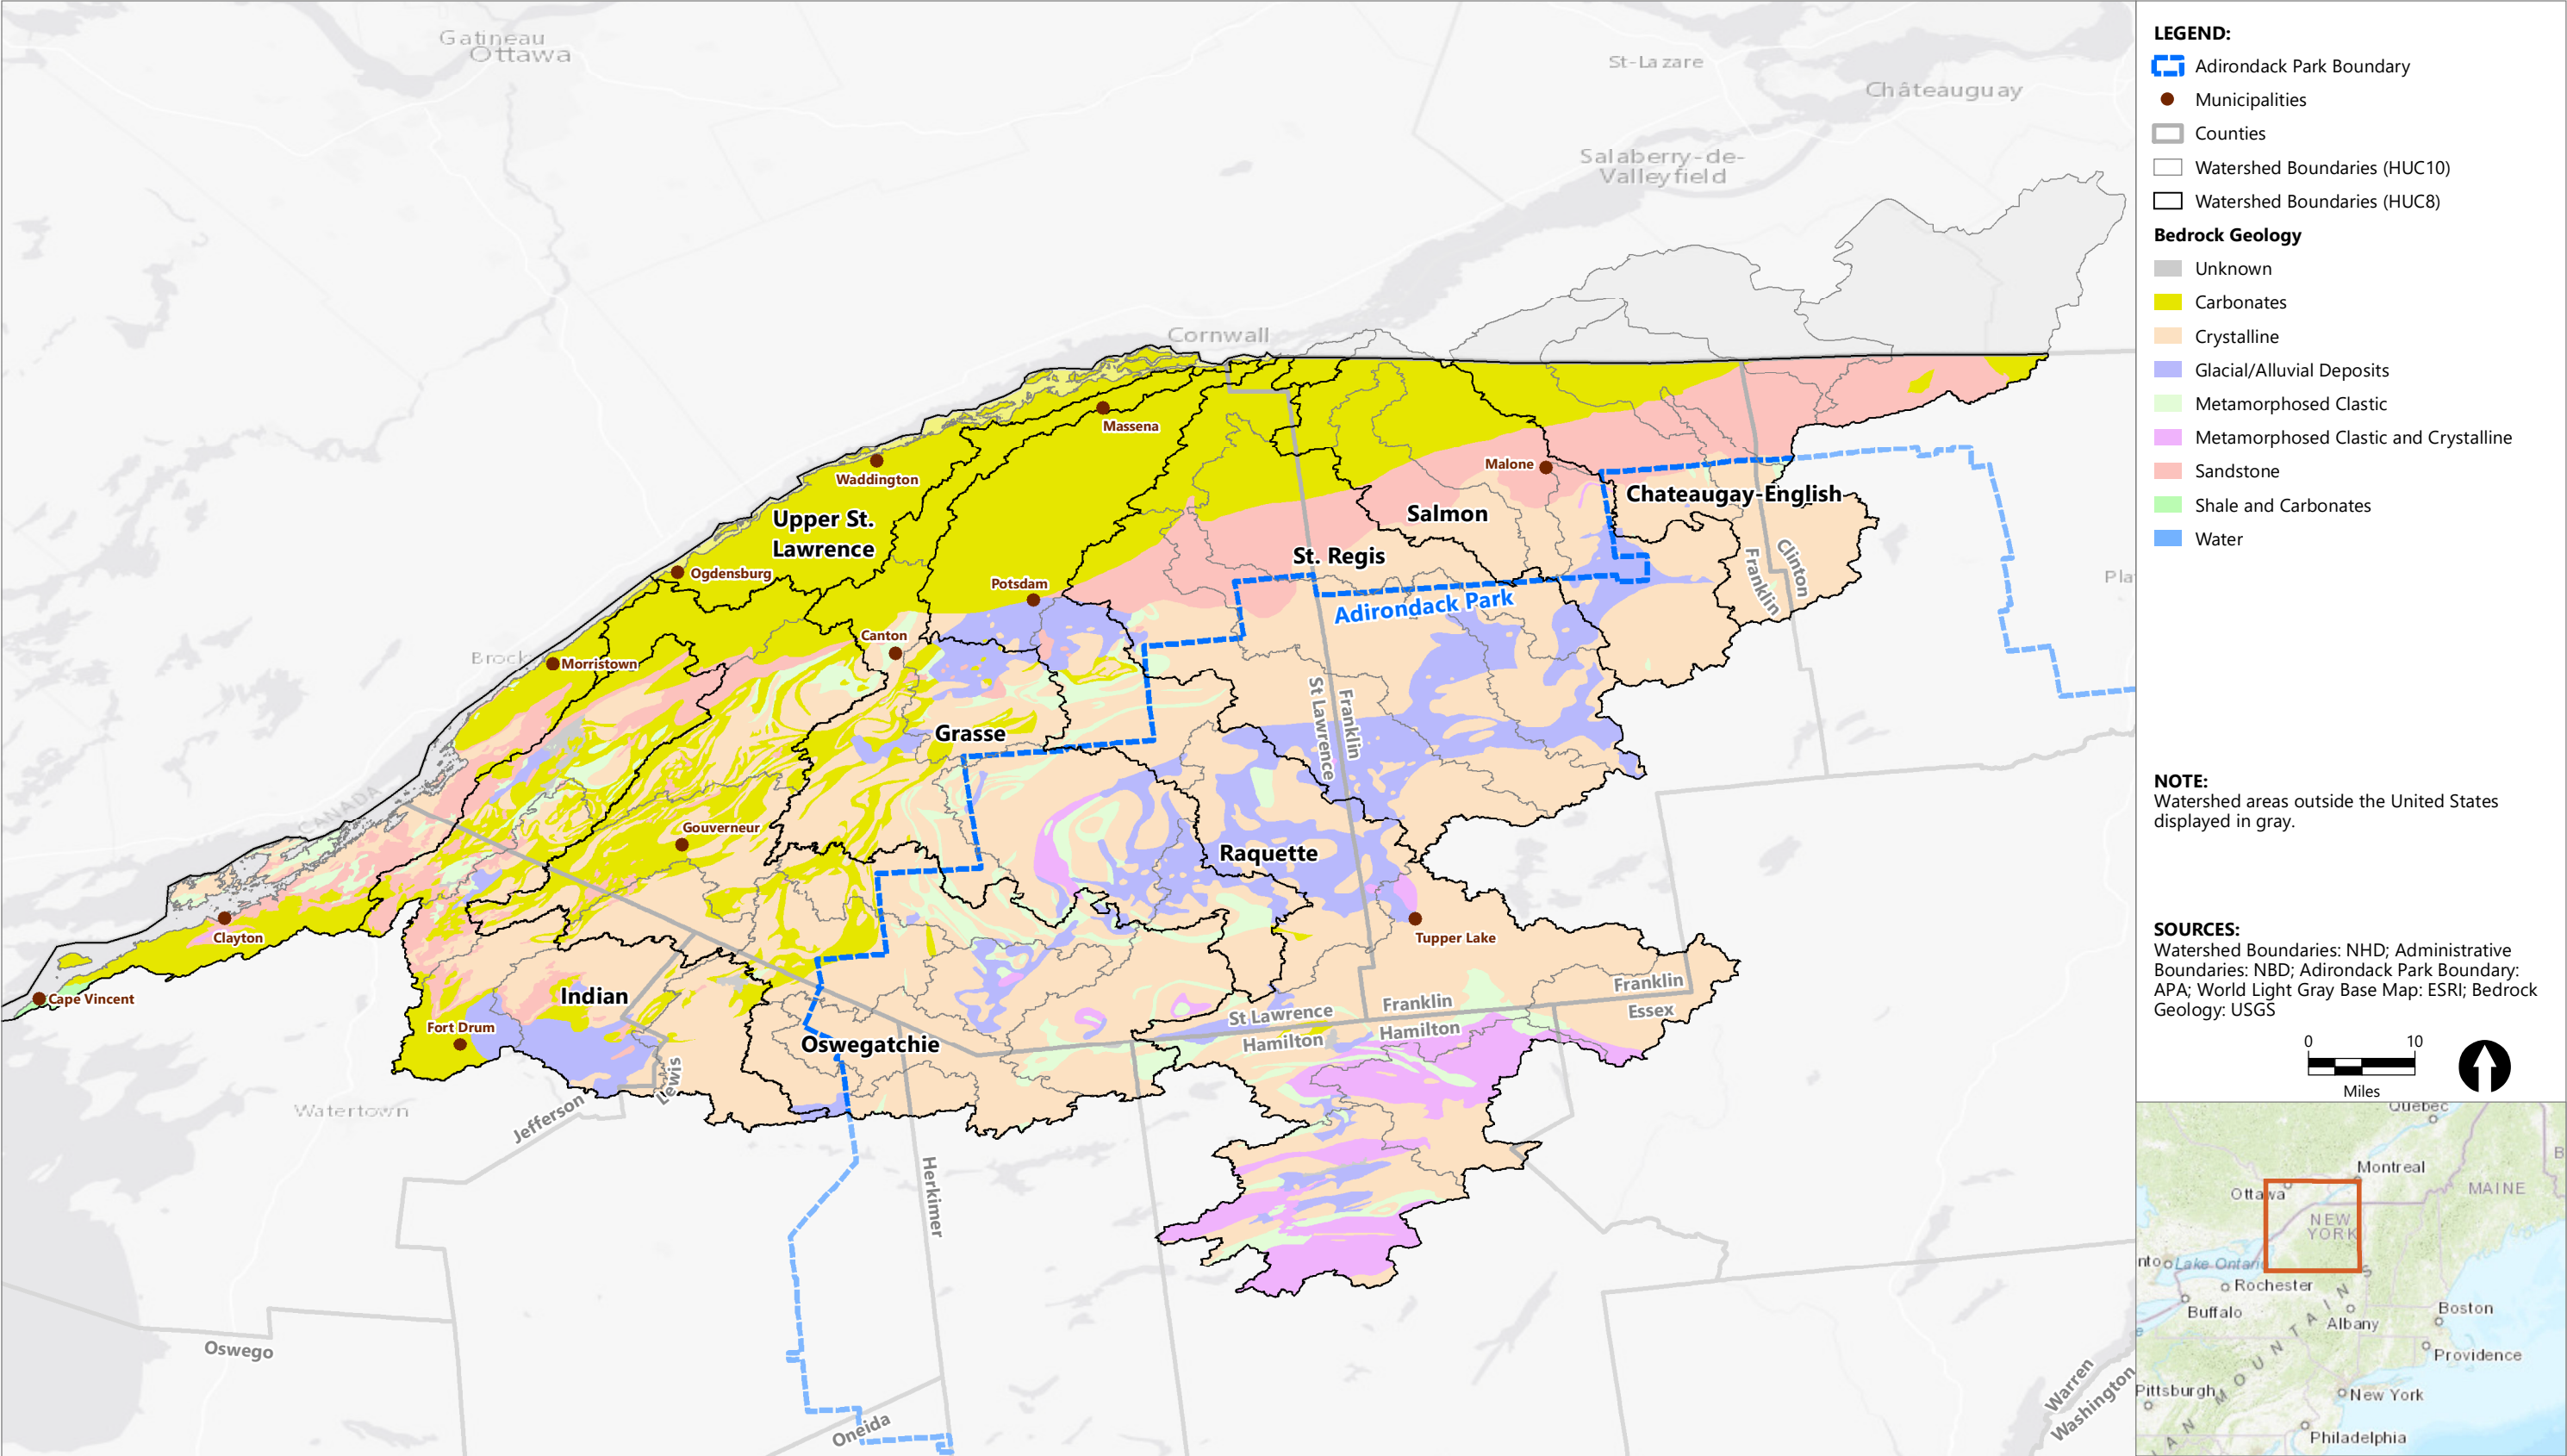 Gatineau
Ottawa
St-Lazare
Châteauguay
Salaberry-de-
Valleyfield
Cornwall
Massena
Waddington
Malone
Chateaugay-English
Salmon
Upper St.
Lawrence
St. Regis
Ogdensburg
Potsdam
Adirondack Park
Franklin
Clinton
Canton
Morristown
St Lawrence
Franklin
Grasse
CANADA
Gouverneur
Raquette
Clayton
Tupper Lake
Cape Vincent
Indian
Fort Drum
Oswegatchie
St Lawrence
Hamilton
Franklin
Hamilton
Franklin
Essex
Watertown
Jefferson
Lewis
Herkimer
Oswego
Oneida
Warren
Washington
LEGEND:
Adirondack Park Boundary
Municipalities
Counties
Watershed Boundaries (HUC10)
Watershed Boundaries (HUC8)
Bedrock Geology
Unknown
Carbonates
Crystalline
Glacial/Alluvial Deposits
Metamorphosed Clastic
Metamorphosed Clastic and Crystalline
Sandstone
Shale and Carbonates
Water
NOTE:
Watershed areas outside the United States
displayed in gray.
SOURCES:
Watershed Boundaries: NHD; Administrative
Boundaries: NBD; Adirondack Park Boundary:
APA; World Light Gray Base Map: ESRI; Bedrock
Geology: USGS
0 10
Miles
Quebec
Montreal
Ottawa
MAINE
NEW
YORK
Lake Ontari
Rochester
Buffalo
Boston
Albany
Providence
Pittsburgh
New York
Philadelphia
AN MOUNTAINS